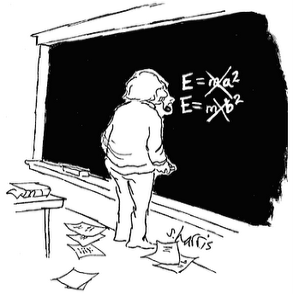 E = ma²
E = mb²
S. Harris